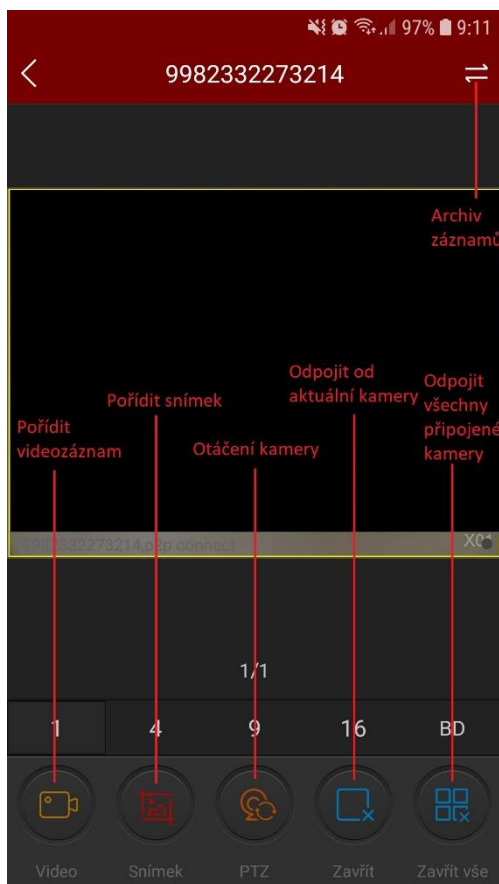 97% 9:11
9982332273214
Archiv
záznamů
Odpojit od
aktuální kamery
Odpojit
všechny
připojené
kamery
Pořídit snímek
Pořídit
videozáznam
Otáčení kamery
9982332273214,p2p connect
X01
1/1
1 4 9 16 BD
Video Snímek PTZ Zavřít Zavřít vše